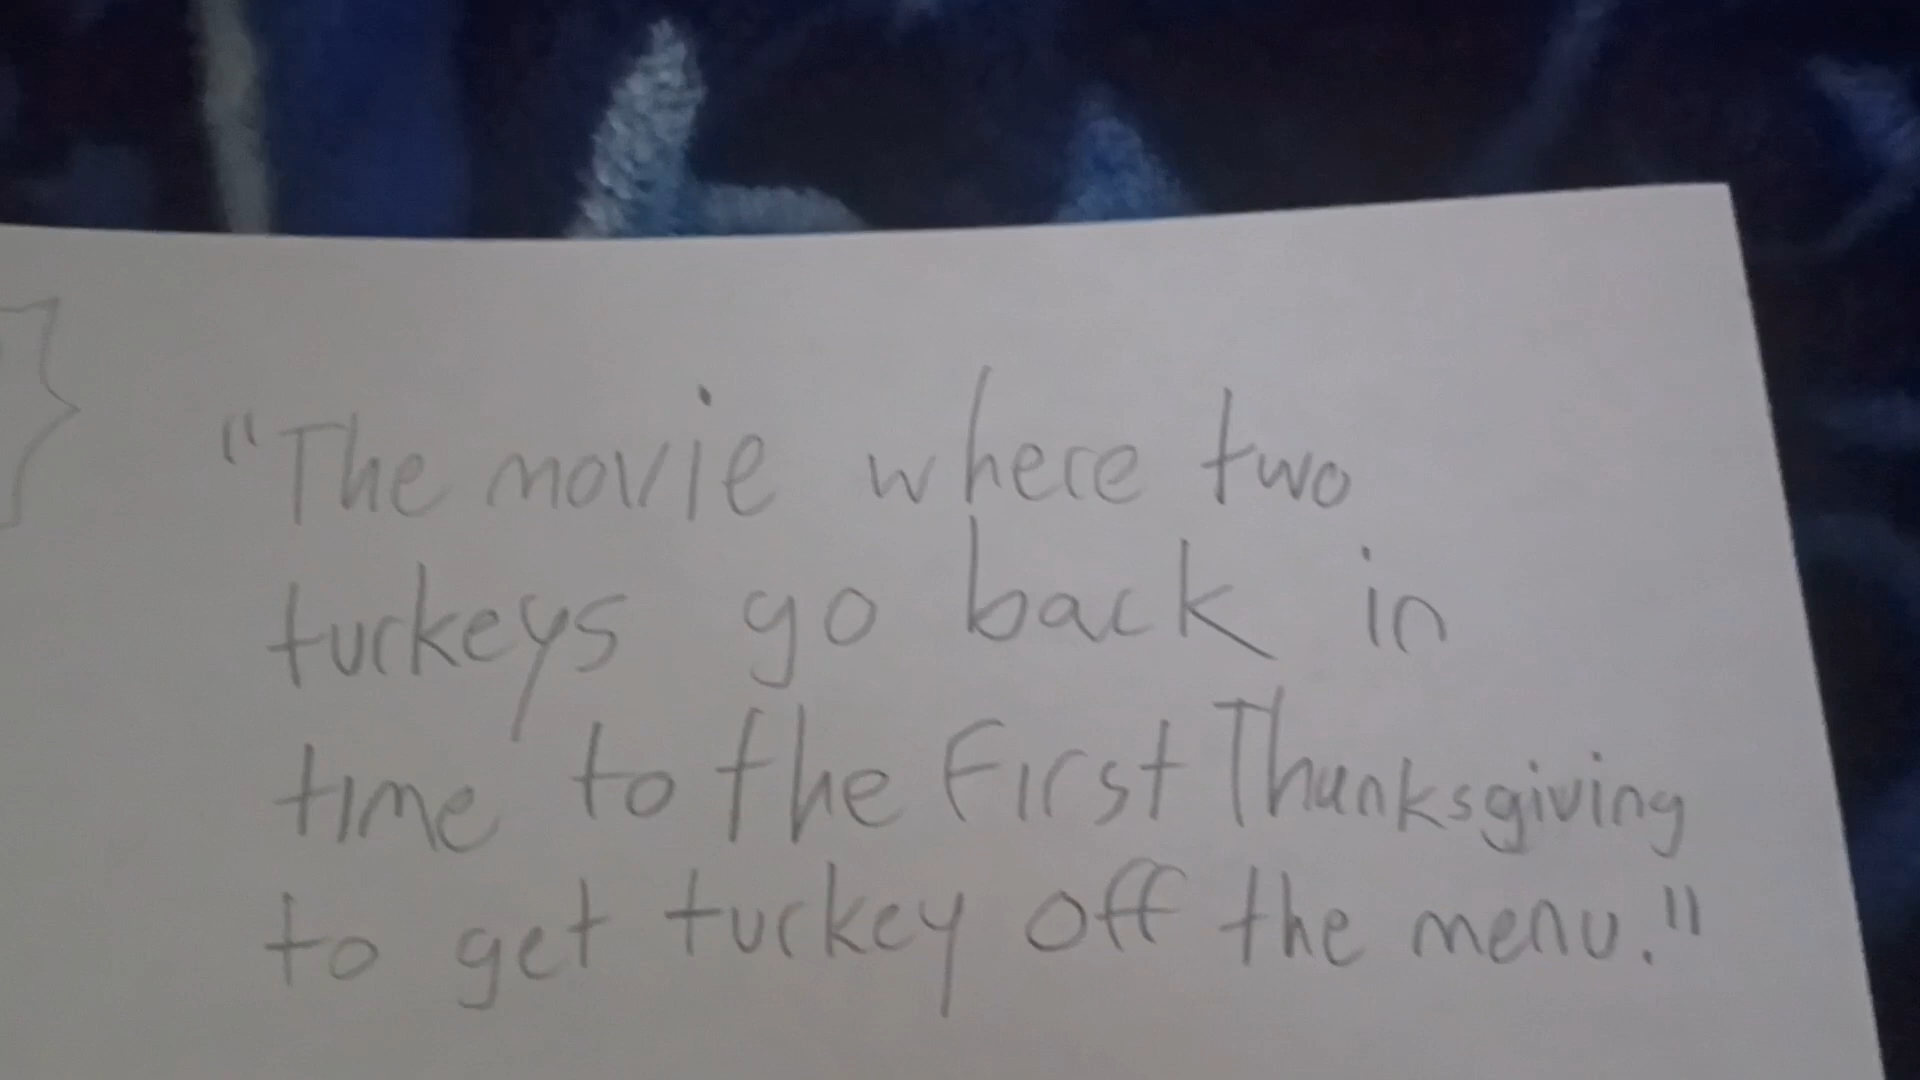 "The movie where two
turkeys go back in
time to the First Thanksgiving
to get turkey off the menu."